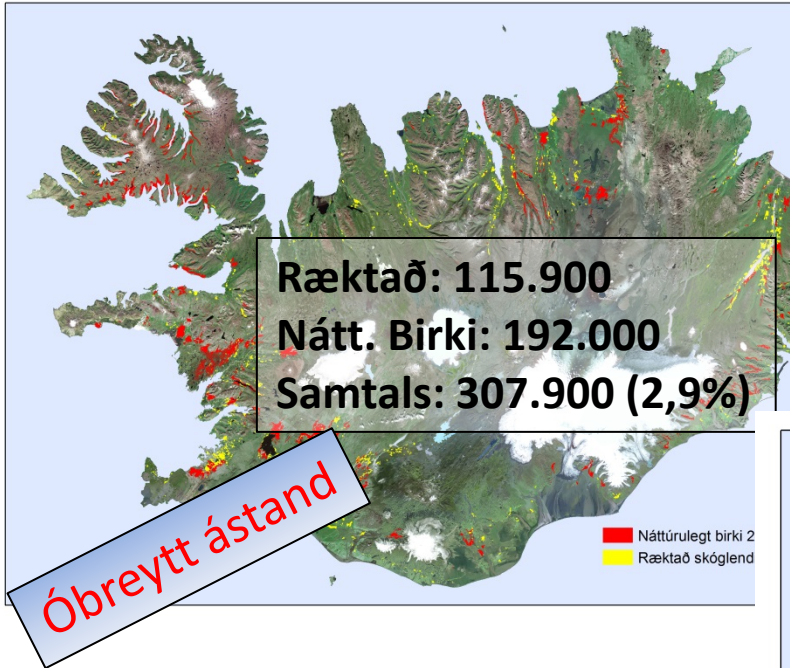 Ræktað: 115.900
Nátt. Birki: 192.000
Samtals: 307.900 (2,9%)
Óbreytt ástand
Náttúrulegt birki 2
Ræktað skóglend